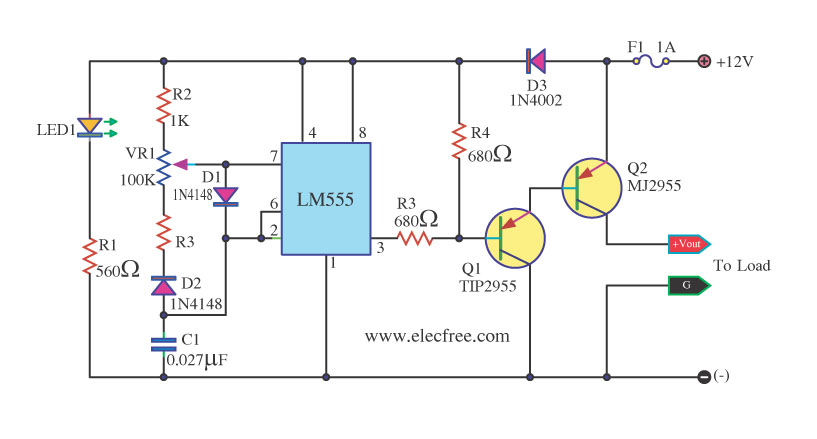 F1 1A
+12V
D3
1N4002
R2
1K
LED1
4
8
R4
680Ω
VR1
100K
7
D1
1N4148
LM555
Q2
MJ2955
6
R3
680Ω
2
3
R3
R1
560Ω
+Vout
To Load
G
1
Q1
TIP2955
D2
1N4148
C1
0.027µF
www.elecfree.com
(-)